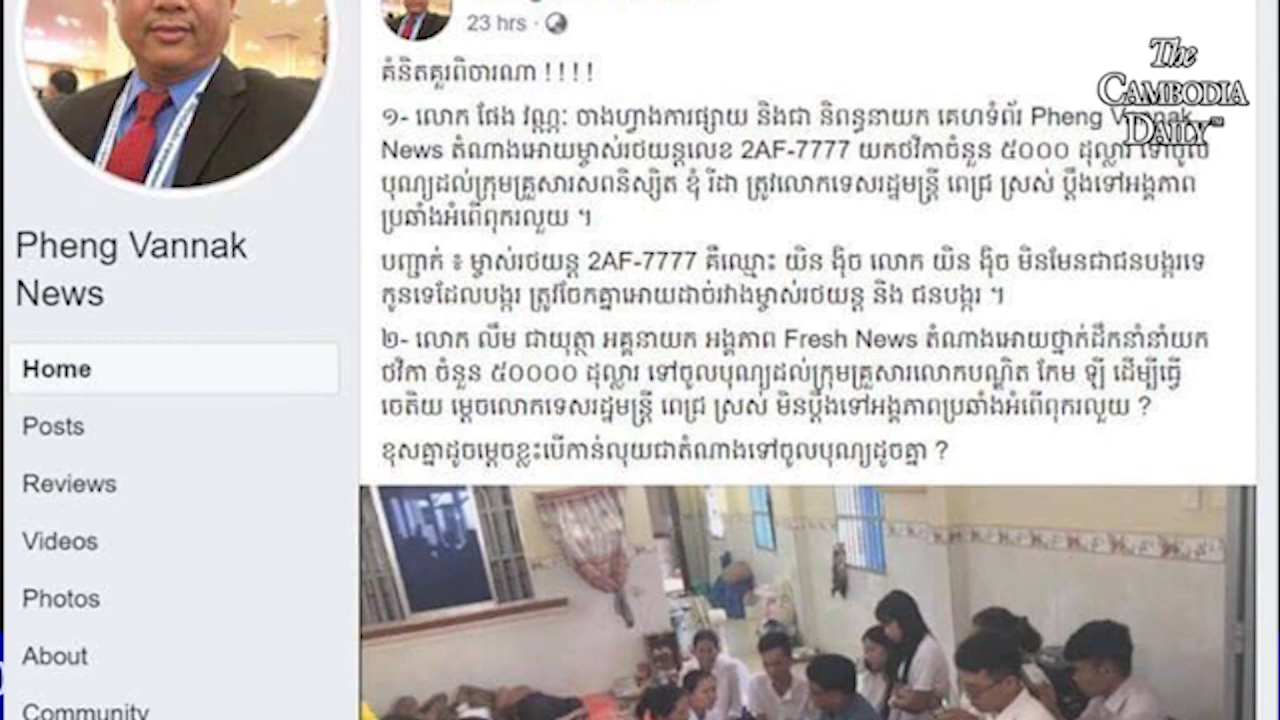 23 hrs ·
The
CAMBODIA
DAILY
គំនិតគួរពិចារណា ! ! ! !
១- លោក ផែង វណ្ណៈ ចាងហ្វាងការផ្សាយ និងជា និពន្ធនាយក គេហទំព័រ Pheng Vannak
News តំណាងអោយម្ចាស់រថយន្តលេខ 2AF-7777 យកថវិកាចំនួន ៥០០០ ដុល្លារ ទៅចូល
បុណ្យដល់ក្រុមគ្រួសារសពនិស្សិត ឌុំ រីដា ត្រូវលោកទេសរដ្ឋមន្ត្រី ពេជ្រ ស្រស់ ប្តឹងទៅអង្គភាព
ប្រឆាំងអំពើពុករលួយ ។
បញ្ជាក់ ៖ ម្ចាស់រថយន្ត 2AF-7777 គឺឈ្មោះ យិន ង៉ិច លោក យិន ង៉ិច មិនមែនជាជនបង្ករទេ
កូនទេដែលបង្ករ ត្រូវចែកគ្នាអោយដាច់រវាងម្ចាស់រថយន្ត និង ជនបង្ករ ។
២- លោក លឹម ជាយុត្ថា អគ្គនាយក អង្គភាព Fresh News តំណាងអោយថ្នាក់ដឹកនាំនាំយក
ថវិកា ចំនួន ៥០០០០ ដុល្លារ ទៅចូលបុណ្យដល់ក្រុមគ្រួសារលោកបណ្ឌិត កែម ឡី ដើម្បីធ្វើ
ចេតិយ ម្តេចលោកទេសរដ្ឋមន្ត្រី ពេជ្រ ស្រស់ មិនប្តឹងទៅអង្គភាពប្រឆាំងអំពើពុករលួយ ?
ខុសគ្នាដូចម្តេចខ្លះបើកាន់លុយជាតំណាងទៅចូលបុណ្យដូចគ្នា ?
Pheng Vannak
News
Home
Posts
Reviews
Videos
Photos
About
Community